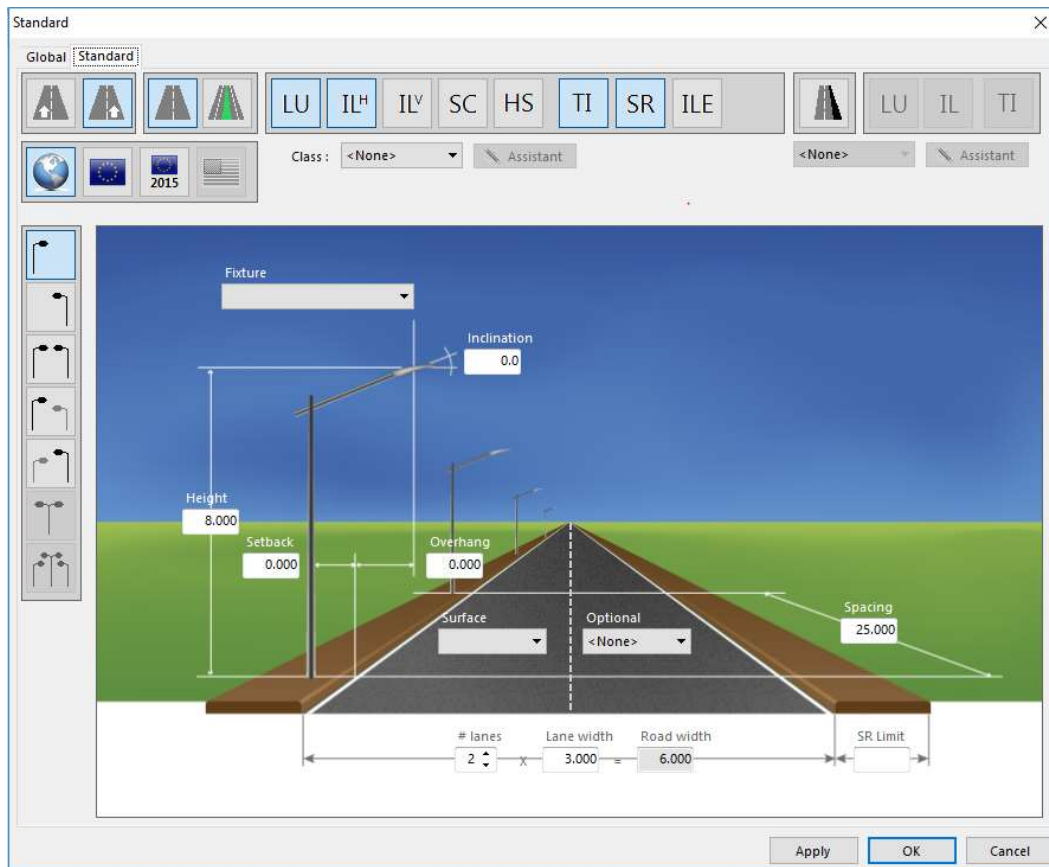 Standard
Global Standard
LU ILᴴ ILⱽ SC HS TI SR ILE
LU IL TI
2015
Class : <None> Assistant
<None> Assistant
Fixture
Inclination
0.0
Height
8.000
Setback
0.000
Overhang
0.000
Spacing
25.000
Surface
Optional
<None>
# lanes Lane width Road width
2 x 3.000 = 6.000
SR Limit
Apply OK Cancel